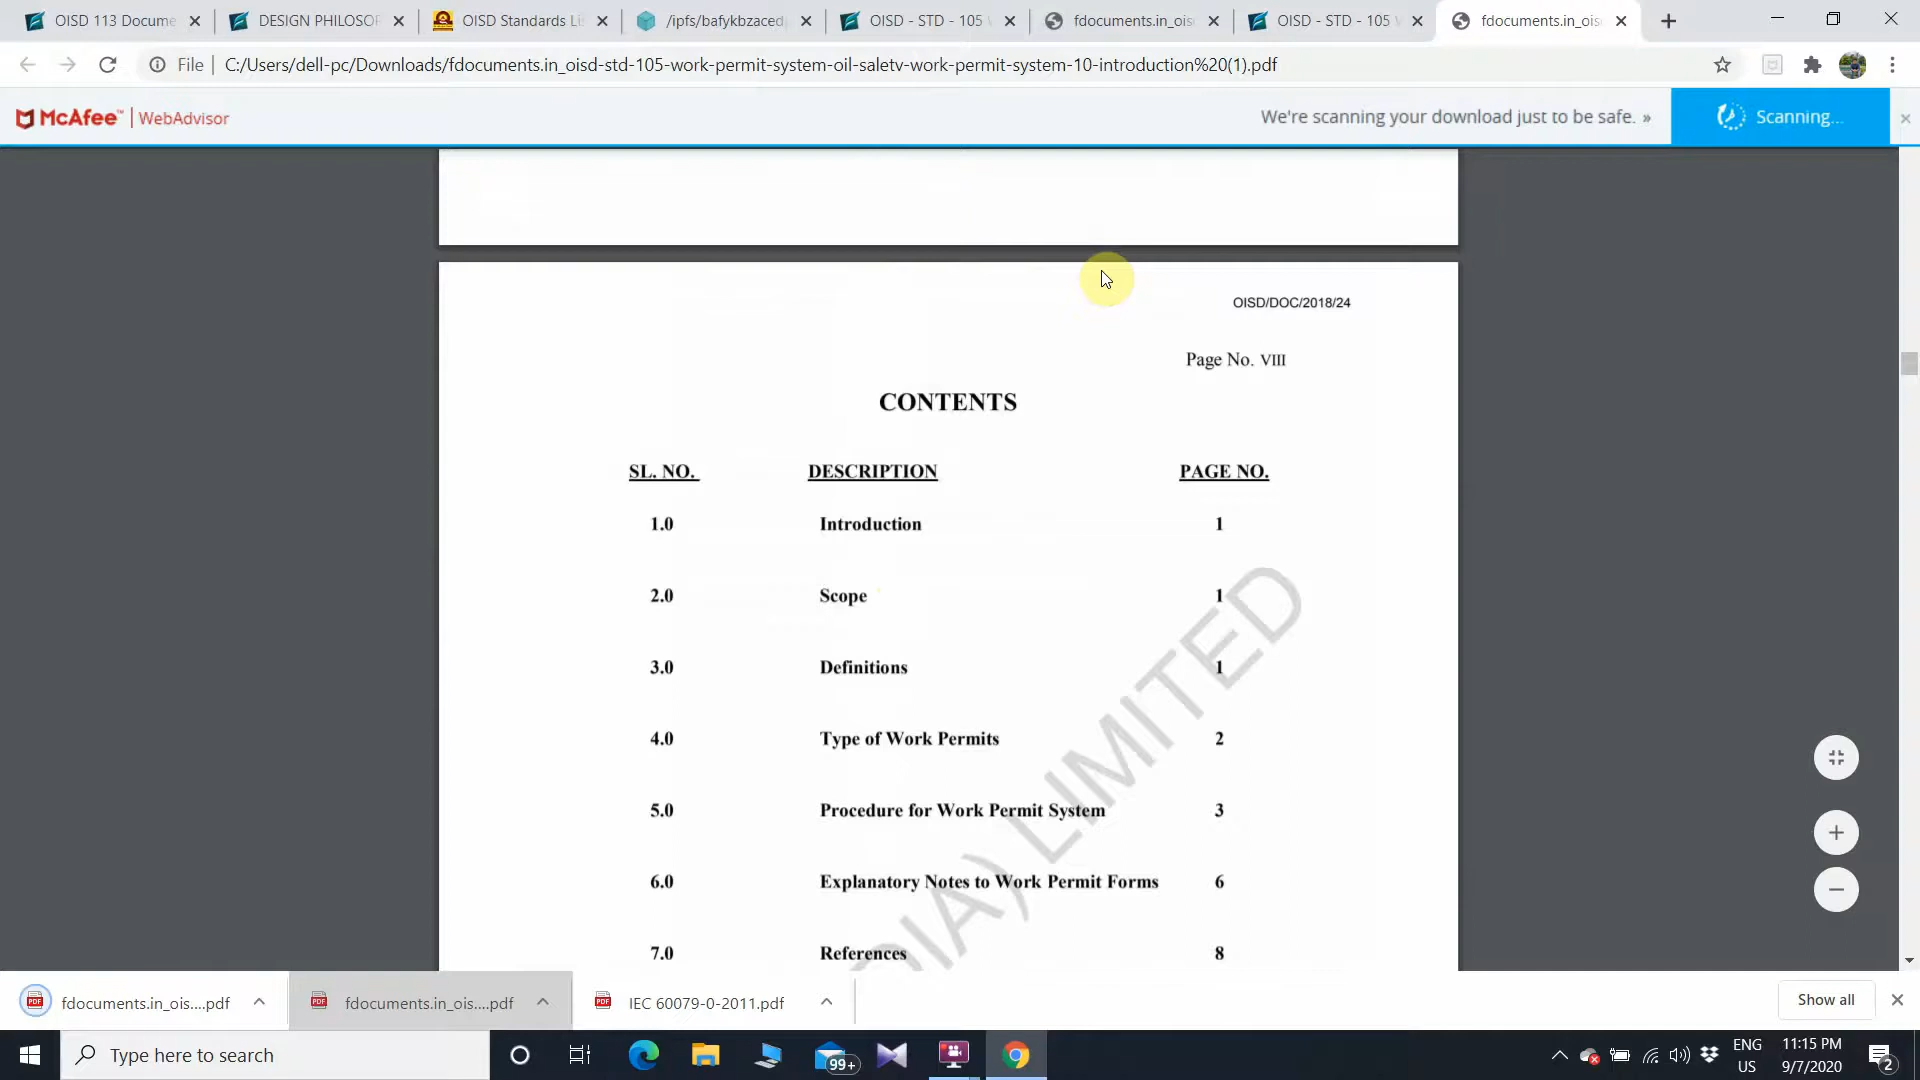 OISD 113 Docume
DESIGN PHILOSOP
OISD Standards Li
/ipfs/bafykbzaced
OISD - STD - 105
fdocuments.in_ois
OISD - STD - 105
fdocuments.in_ois
File
C:/Users/dell-pc/Downloads/fdocuments.in_oisd-std-105-work-permit-system-oil-saletv-work-permit-system-10-introduction%20(1).pdf
McAfee™ | WebAdvisor
We're scanning your download just to be safe. »
Scanning...
OISD/DOC/2018/24
Page No. VIII
CONTENTS
SL. NO. DESCRIPTION PAGE NO.
1.0 Introduction 1
2.0 Scope 1
3.0 Definitions 1
4.0 Type of Work Permits 2
5.0 Procedure for Work Permit System 3
6.0 Explanatory Notes to Work Permit Forms 6
7.0 References 8
DIA) LIMITED
fdocuments.in_ois....pdf
fdocuments.in_ois....pdf
IEC 60079-0-2011.pdf
Show all
Type here to search
99+
ENG
US
11:15 PM
9/7/2020
2